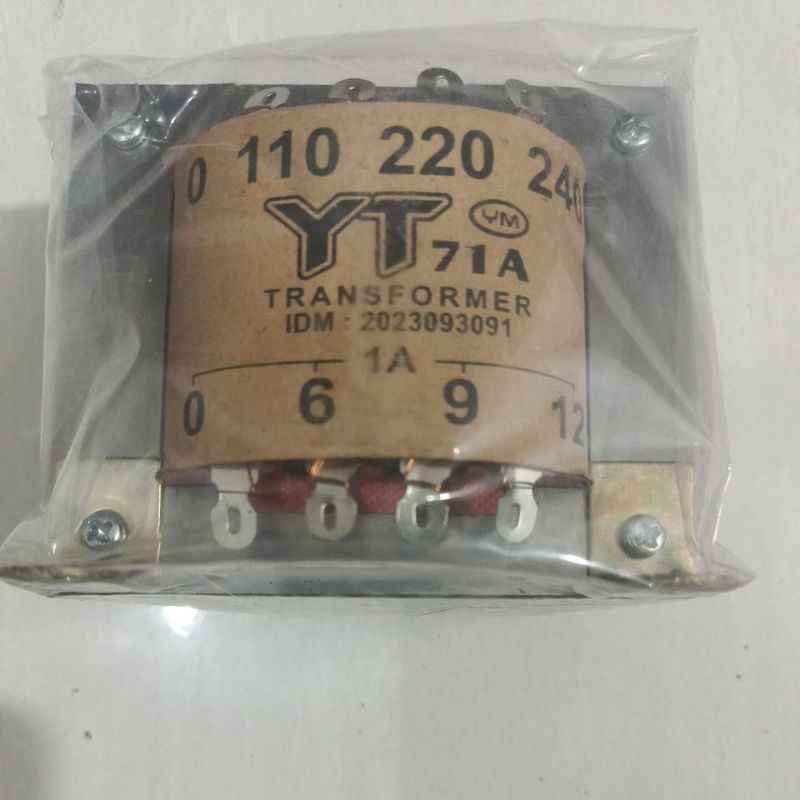 0 110 220 240
YT YM
71A
TRANSFORMER
IDM : 2023093091
1A
0 6 9 12